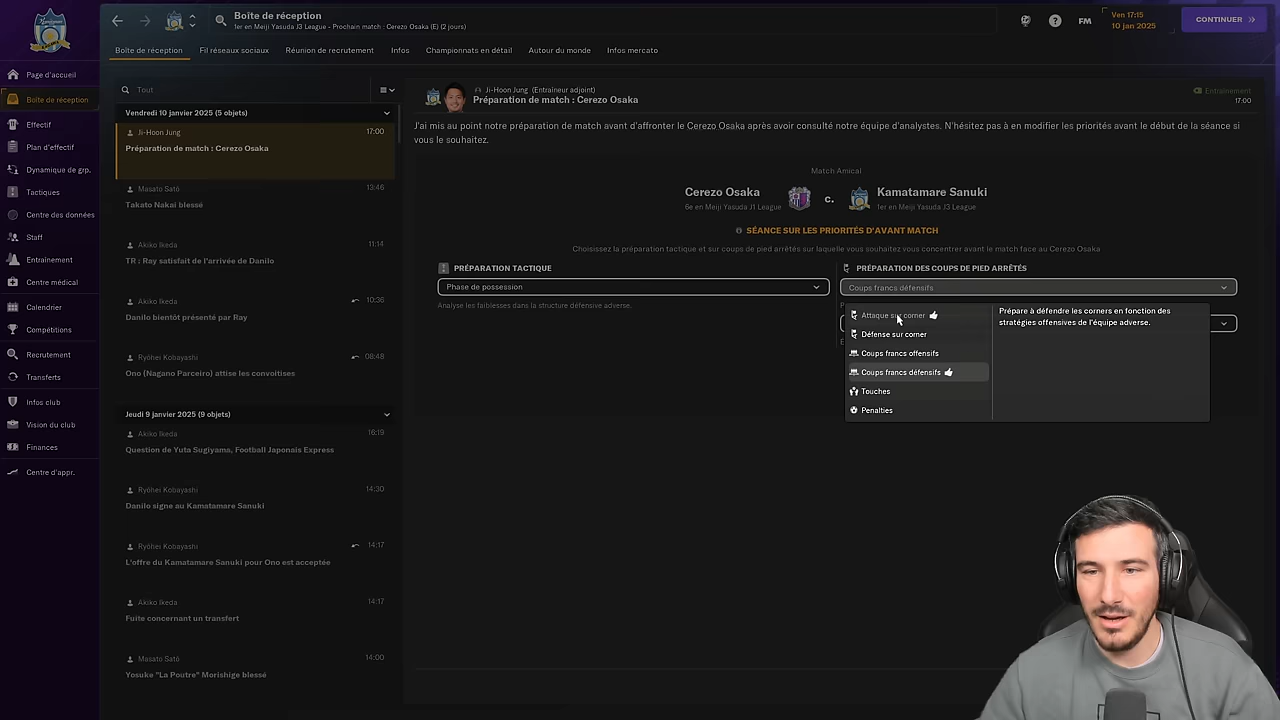 Boîte de réception
1er en Meiji Yasuda J3 League - Prochain match : Cerezo Osaka (E) (2 jours)
FM
Ven 17:15
10 jan 2025
CONTINUER
Boîte de réception
Fil réseaux sociaux
Réunion de recrutement
Infos
Championnats en détail
Autour du monde
Infos mercato
Page d'accueil
Boîte de réception
Effectif
Plan d'effectif
Dynamique de grp.
Tactiques
Centre des données
Staff
Entraînement
Centre médical
Calendrier
Compétitions
Recrutement
Transferts
Infos club
Vision du club
Finances
Centre d'appr.
Tout
Vendredi 10 janvier 2025 (5 objets)
Ji-Hoon Jung 17:00
Préparation de match : Cerezo Osaka
Masato Satō 13:46
Takato Nakai blessé
Akiko Ikeda 11:14
TR : Ray satisfait de l'arrivée de Danilo
Akiko Ikeda 10:36
Danilo bientôt présenté par Ray
Ryōhei Kobayashi 08:48
Ono (Nagano Parceiro) attise les convoitises
Jeudi 9 janvier 2025 (9 objets)
Akiko Ikeda 16:19
Question de Yuta Sugiyama, Football Japonais Express
Ryōhei Kobayashi 14:30
Danilo signe au Kamatamare Sanuki
Ryōhei Kobayashi 14:17
L'offre du Kamatamare Sanuki pour Ono est acceptée
Akiko Ikeda 14:17
Fuite concernant un transfert
Masato Satō 14:00
Yosuke "La Poutre" Morishige blessé
Ji-Hoon Jung (Entraîneur adjoint)
Préparation de match : Cerezo Osaka
Entraînement
17:00
J'ai mis au point notre préparation de match avant d'affronter le Cerezo Osaka après avoir consulté notre équipe d'analystes. N'hésitez pas à en modifier les priorités avant le début de la séance si
vous le souhaitez.
Match Amical
Cerezo Osaka
6e en Meiji Yasuda J1 League
c.
Kamatamare Sanuki
1er en Meiji Yasuda J3 League
SÉANCE SUR LES PRIORITÉS D'AVANT MATCH
Choisissez la préparation tactique et sur coups de pied arrêtés sur laquelle vous souhaitez vous concentrer avant le match face au Cerezo Osaka
PRÉPARATION TACTIQUE
Phase de possession
Analyse les faiblesses dans la structure défensive adverse.
PRÉPARATION DES COUPS DE PIED ARRÊTÉS
Coups francs défensifs
Attaque sur corner
Défense sur corner
Coups francs offensifs
Coups francs défensifs
Touches
Penalties
Prépare à défendre les corners en fonction des
stratégies offensives de l'équipe adverse.